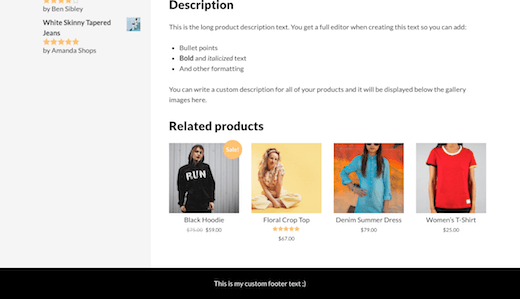 by Ben Sibley
White Skinny Tapered
Jeans
by Amanda Shops
Description
This is the long product description text. You get a full editor when creating this text so you can add:
• Bullet points
• Bold and italicized text
• And other formatting
You can write a custom description for all of your products and it will be displayed below the gallery
images here.
Related products
Sale!
RUN
Black Hoodie
$75.00 $59.00
Floral Crop Top
$67.00
Denim Summer Dress
$79.00
Women's T-Shirt
$25.00
This is my custom footer text ;)